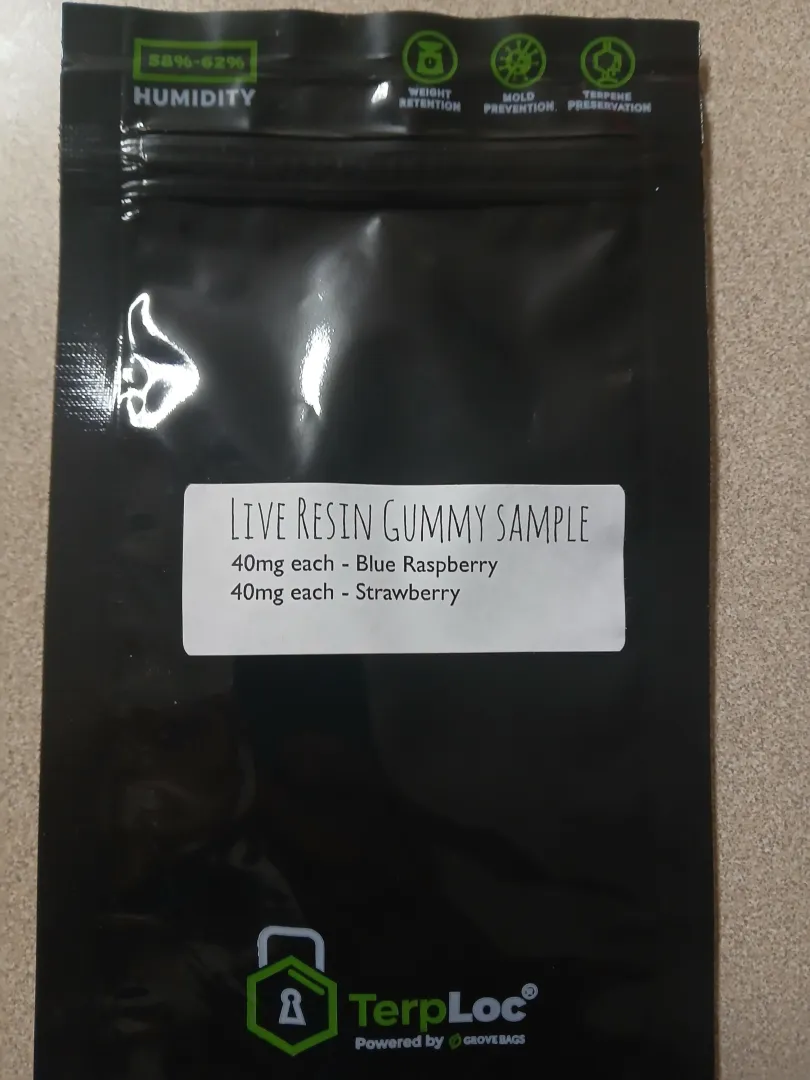 58%-62%
HUMIDITY
WEIGHT
RETENTION
MOLD
PREVENTION
TERPENE
PRESERVATION
LIVE RESIN GUMMY SAMPLE
40mg each - Blue Raspberry
40mg each - Strawberry
TerpLoc®
Powered by GROVE BAGS